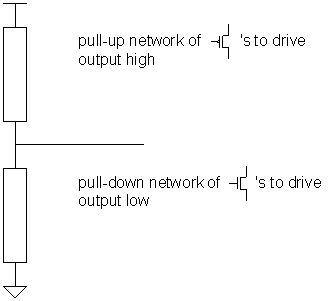 pull-up network of 's to drive
output high
pull-down network of 's to drive
output low